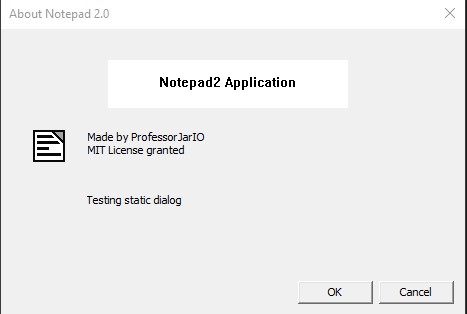 About Notepad 2.0
Notepad2 Application
Made by ProfessorJarIO
MIT License granted
Testing static dialog
OK
Cancel